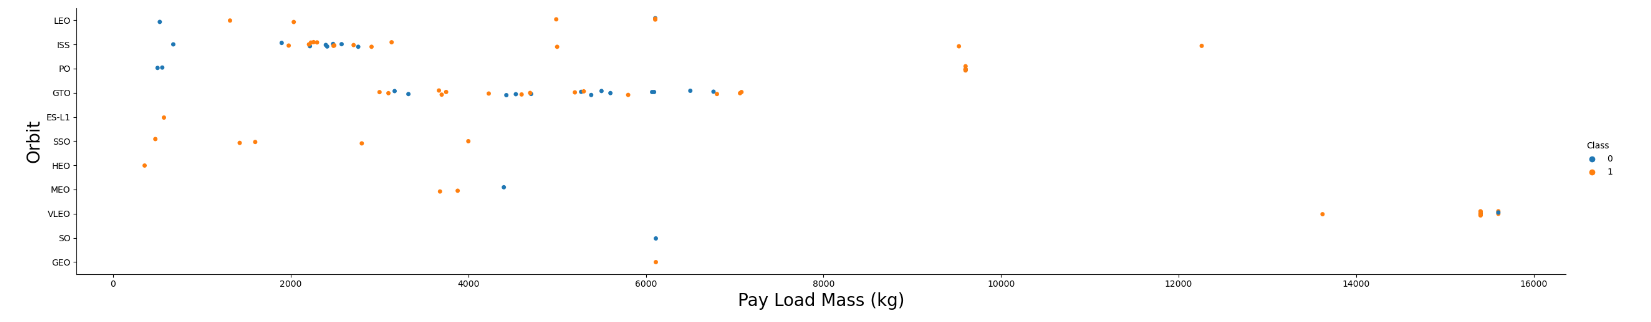 LEO
ISS
PO
GTO
ES-L1
SSO
HEO
MEO
VLEO
SO
GEO
Orbit
0 2000 4000 6000 8000 10000 12000 14000 16000
Pay Load Mass (kg)
Class
0
1